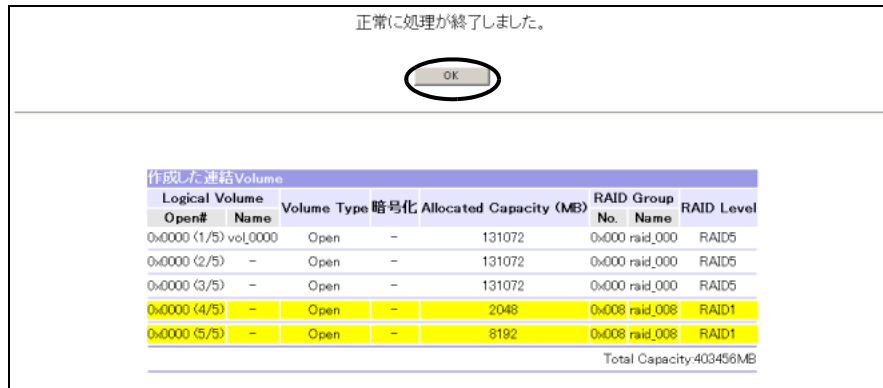 正常に処理が終了しました。
OK
作成した連結Volume
Logical Volume Volume Type 暗号化 Allocated Capacity (MB) RAID Group RAID Level
Open# Name No. Name
0x0000 (1/5) vol_0000 Open − 131072 0x000 raid_000 RAID5
0x0000 (2/5) − Open − 131072 0x000 raid_000 RAID5
0x0000 (3/5) − Open − 131072 0x000 raid_000 RAID5
0x0000 (4/5) − Open − 2048 0x008 raid_008 RAID1
0x0000 (5/5) − Open − 8192 0x008 raid_008 RAID1
Total Capacity:403456MB